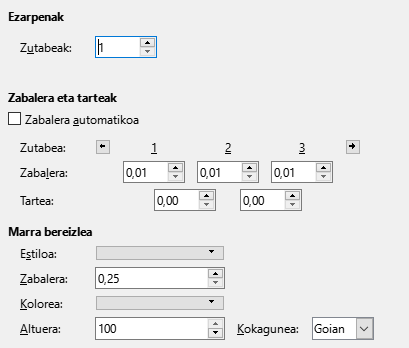 Ezarpenak
Zutabeak: 1
Zabalera eta tarteak
Zabalera automatikoa
Zutabea: 1 2 3
Zabalera: 0,01 0,01 0,01
Tartea: 0,00 0,00
Marra bereizlea
Estiloa:
Zabalera: 0,25
Kolorea:
Altuera: 100 Kokagunea: Goian